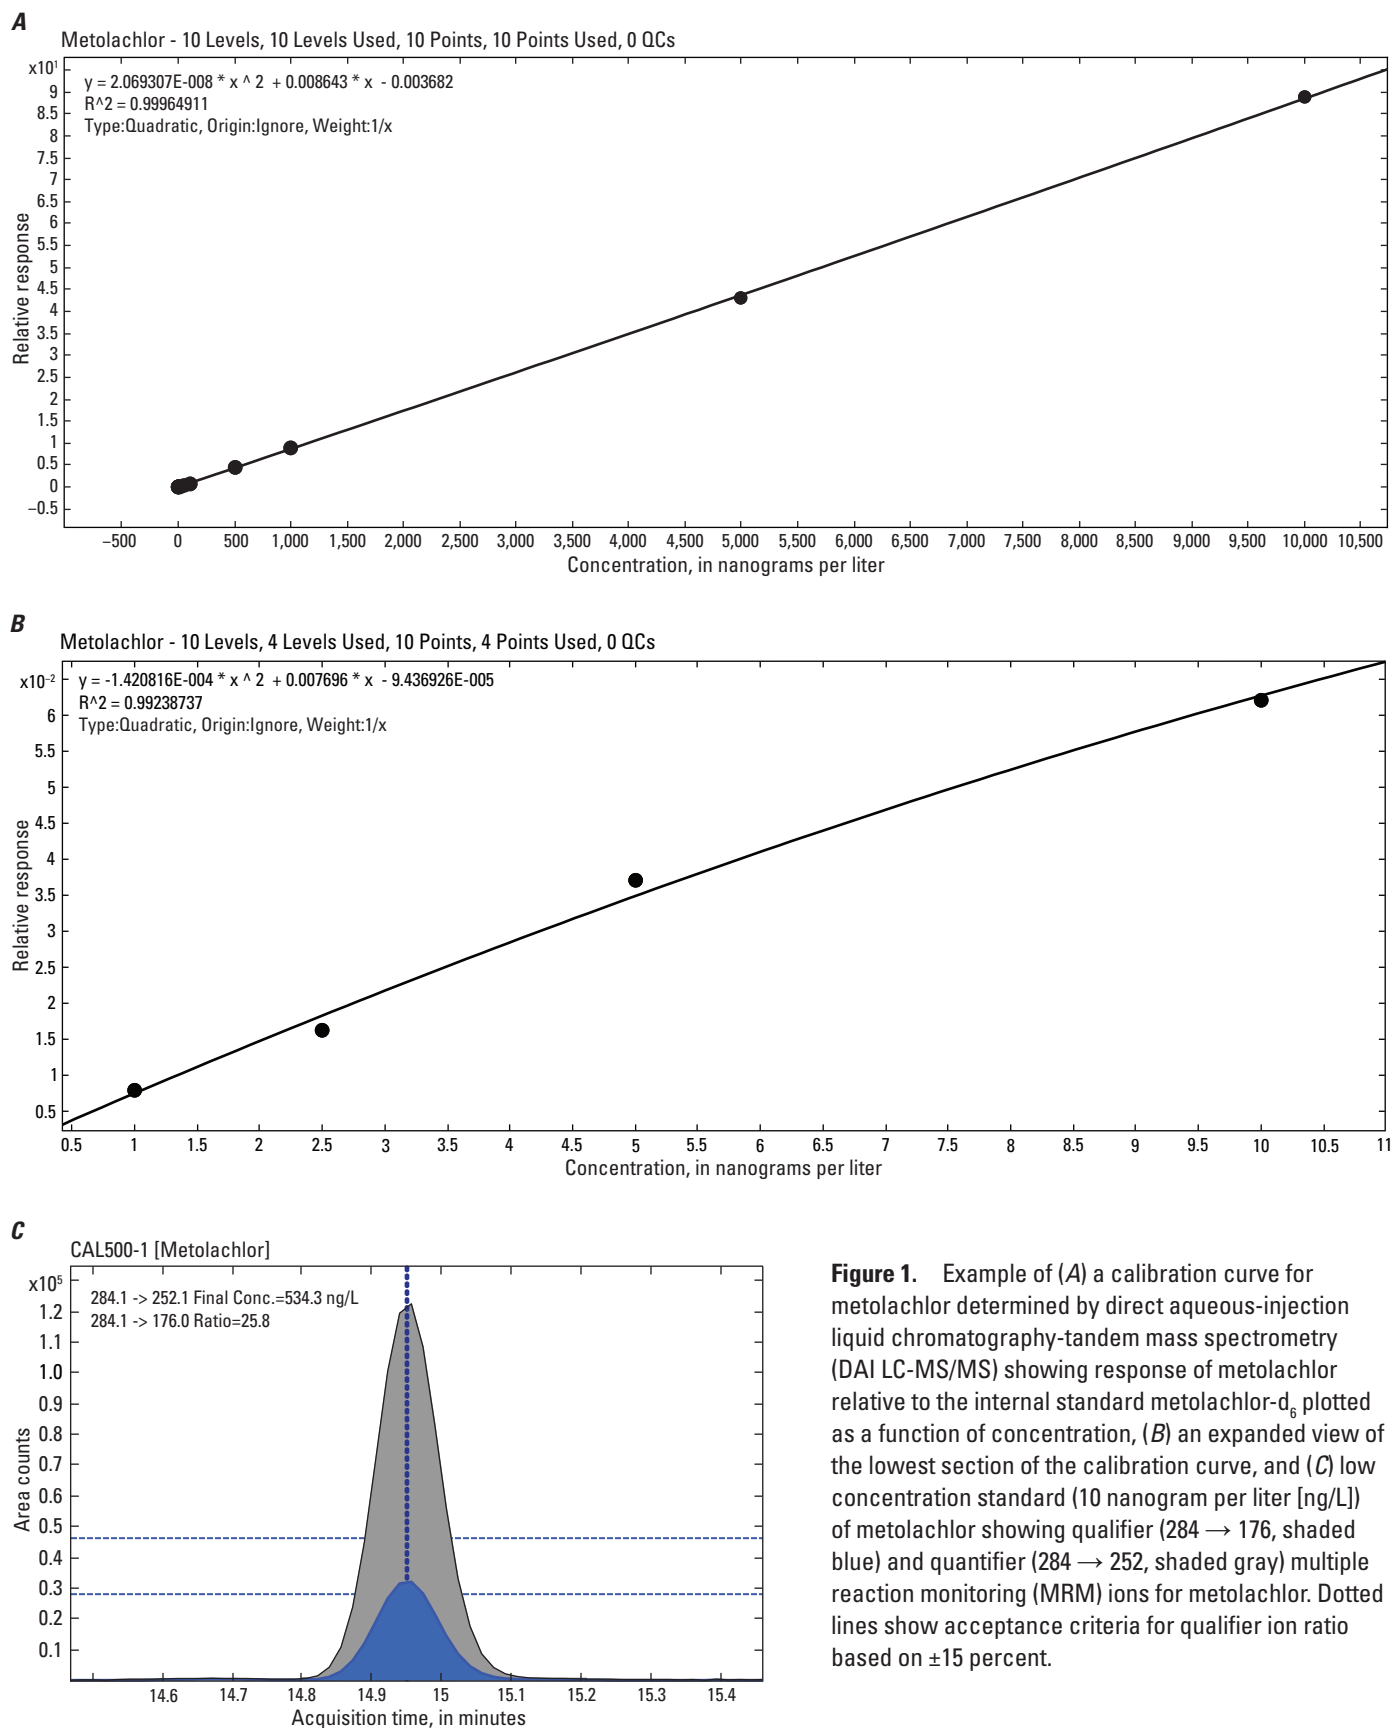 A
Metolachlor - 10 Levels, 10 Levels Used, 10 Points, 10 Points Used, 0 QCs
x10¹
y = 2.069307E-008 * x ^ 2 + 0.008643 * x - 0.003682
R^2 = 0.99964911
Type:Quadratic, Origin:Ignore, Weight:1/x
9
8.5
8
7.5
7
6.5
6
5.5
5
4.5
4
3.5
3
2.5
2
1.5
1
0.5
0
–0.5
Relative response
–500 0 500 1,000 1,500 2,000 2,500 3,000 3,500 4,000 4,500 5,000 5,500 6,000 6,500 7,000 7,500 8,000 8,500 9,000 9,500 10,000 10,500
Concentration, in nanograms per liter
B
Metolachlor - 10 Levels, 4 Levels Used, 10 Points, 4 Points Used, 0 QCs
x10⁻²
y = -1.420816E-004 * x ^ 2 + 0.007696 * x - 9.436926E-005
R^2 = 0.99238737
Type:Quadratic, Origin:Ignore, Weight:1/x
6
5.5
5
4.5
4
3.5
3
2.5
2
1.5
1
0.5
Relative response
0.5 1 1.5 2 2.5 3 3.5 4 4.5 5 5.5 6 6.5 7 7.5 8 8.5 9 9.5 10 10.5 11
Concentration, in nanograms per liter
C
CAL500-1 [Metolachlor]
x10⁵
284.1 -> 252.1 Final Conc.=534.3 ng/L
284.1 -> 176.0 Ratio=25.8
1.2
1.1
1.0
0.9
0.8
0.7
0.6
0.5
0.4
0.3
0.2
0.1
Area counts
14.6 14.7 14.8 14.9 15 15.1 15.2 15.3 15.4
Acquisition time, in minutes
Figure 1. Example of (A) a calibration curve for
metolachlor determined by direct aqueous-injection
liquid chromatography-tandem mass spectrometry
(DAI LC-MS/MS) showing response of metolachlor
relative to the internal standard metolachlor-d₆ plotted
as a function of concentration, (B) an expanded view of
the lowest section of the calibration curve, and (C) low
concentration standard (10 nanogram per liter [ng/L])
of metolachlor showing qualifier (284 → 176, shaded
blue) and quantifier (284 → 252, shaded gray) multiple
reaction monitoring (MRM) ions for metolachlor. Dotted
lines show acceptance criteria for qualifier ion ratio
based on ±15 percent.